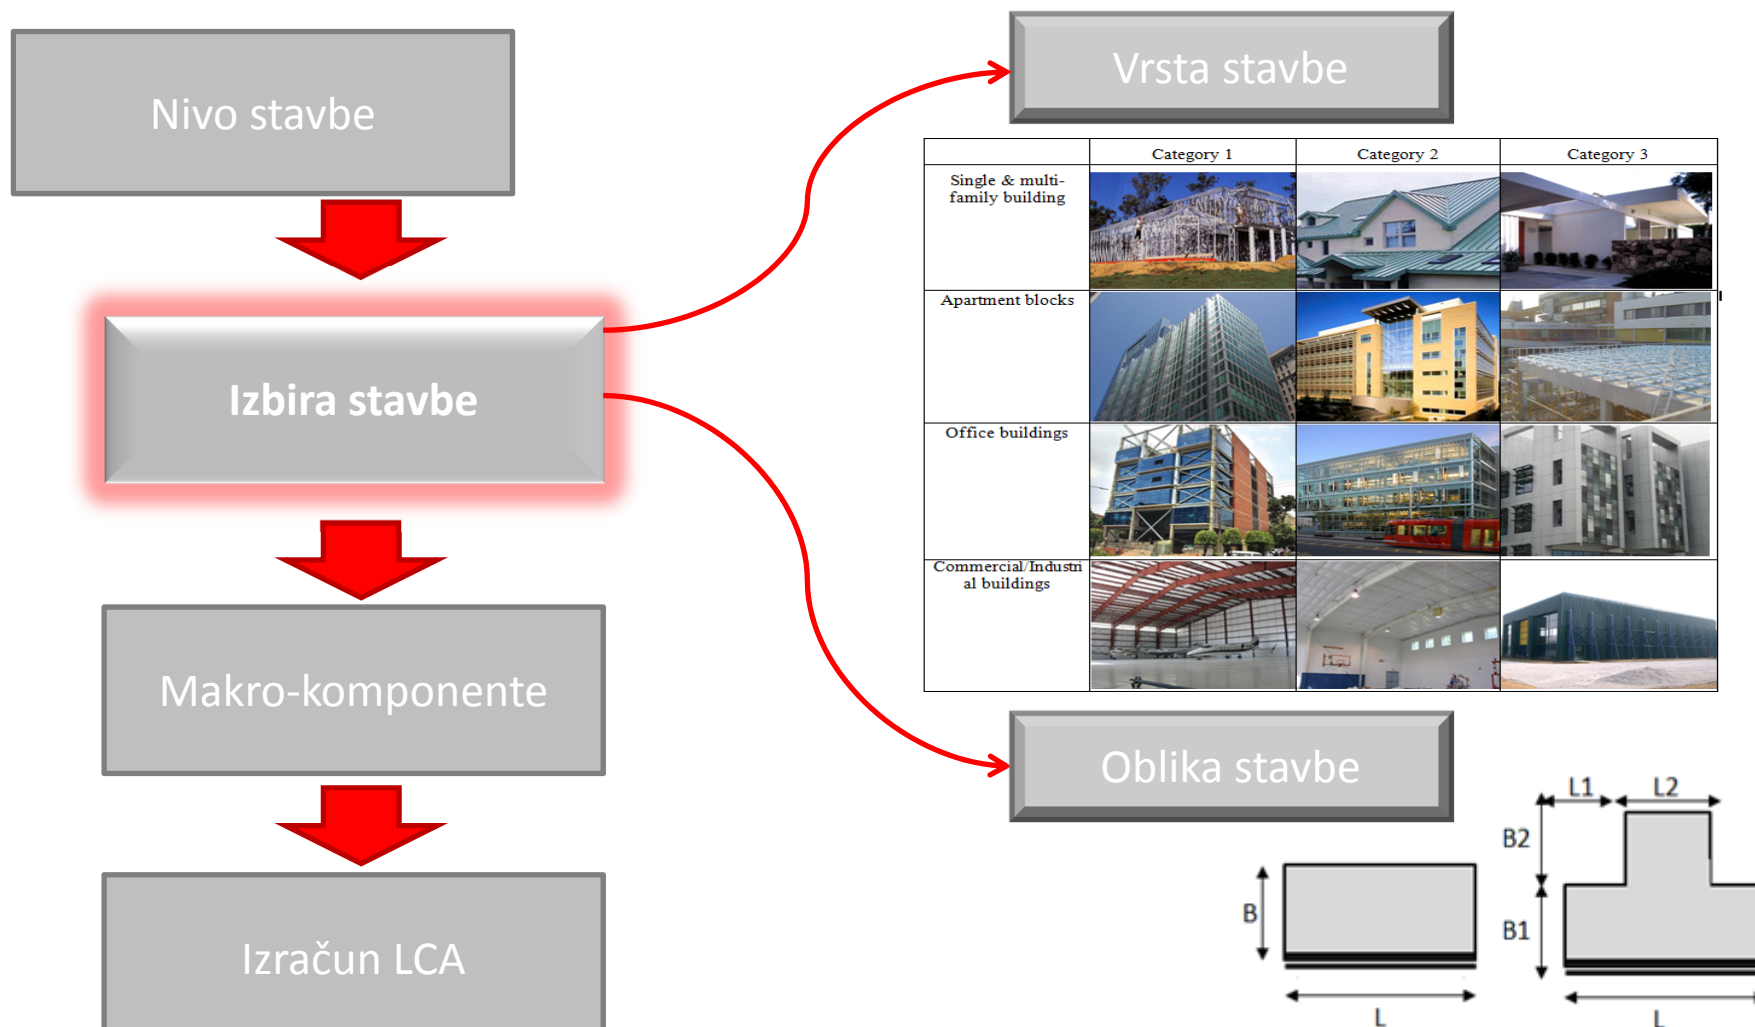 Nivo stavbe
Izbira stavbe
Makro-komponente
Izračun LCA
Vrsta stavbe
Category 1
Category 2
Category 3
Single & multi-
family building
Apartment blocks
Office buildings
Commercial/Industri
al buildings
Oblika stavbe
B
L
L1
L2
B2
B1
L